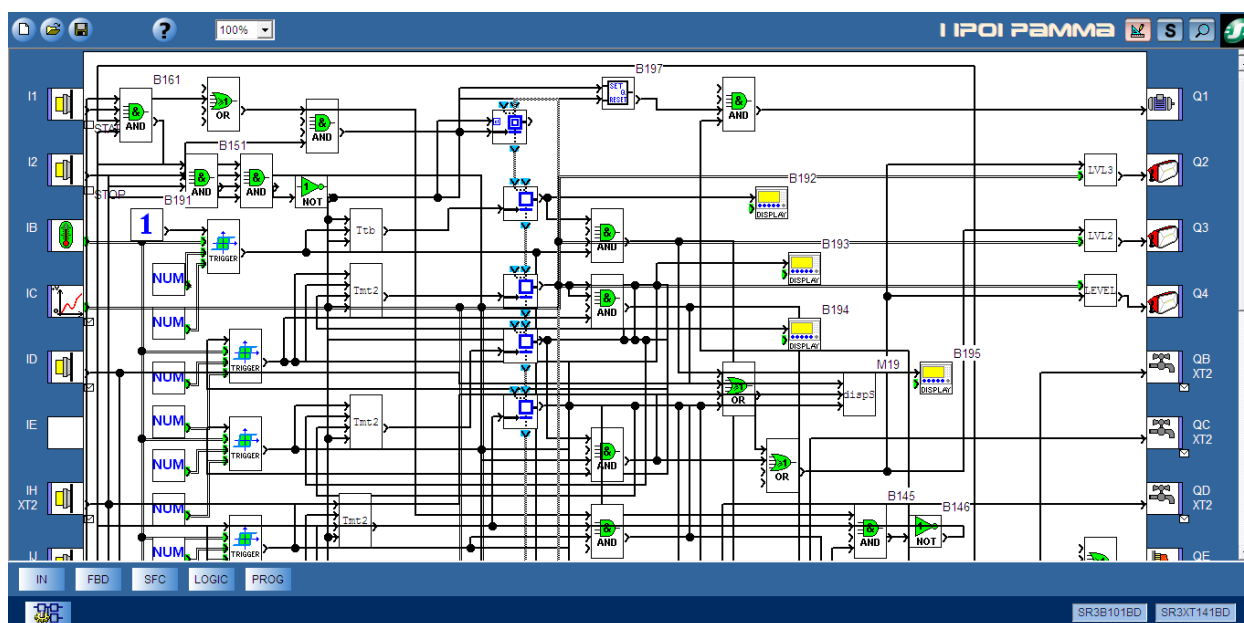 100%
ПРОГРАММА
S
B161
B197
I1
Q1
OR
SET
Q
RESET
AND
AND
AND
STA
B151
I2
Q2
LVL3
B192
AND
AND
NOT
STOP
B191
DISPLAY
1
IB
Q3
Ttb
AND
LVL2
B193
TRIGGER
NUM
DISPLAY
IC
Tmt2
Q4
LEVEL
AND
B194
NUM
DISPLAY
ID
TRIGGER
M19
B195
QB
XT2
NUM
OR
dispS
DISPLAY
IE
NUM
Tmt2
QC
XT2
TRIGGER
NUM
AND
OR
IH
XT2
NUM
Tmt2
B145
B146
QD
XT2
AND
AND
NOT
IJ
NUM
TRIGGER
QE
IN
FBD
SFC
LOGIC
PROG
SR3B101BD
SR3XT141BD